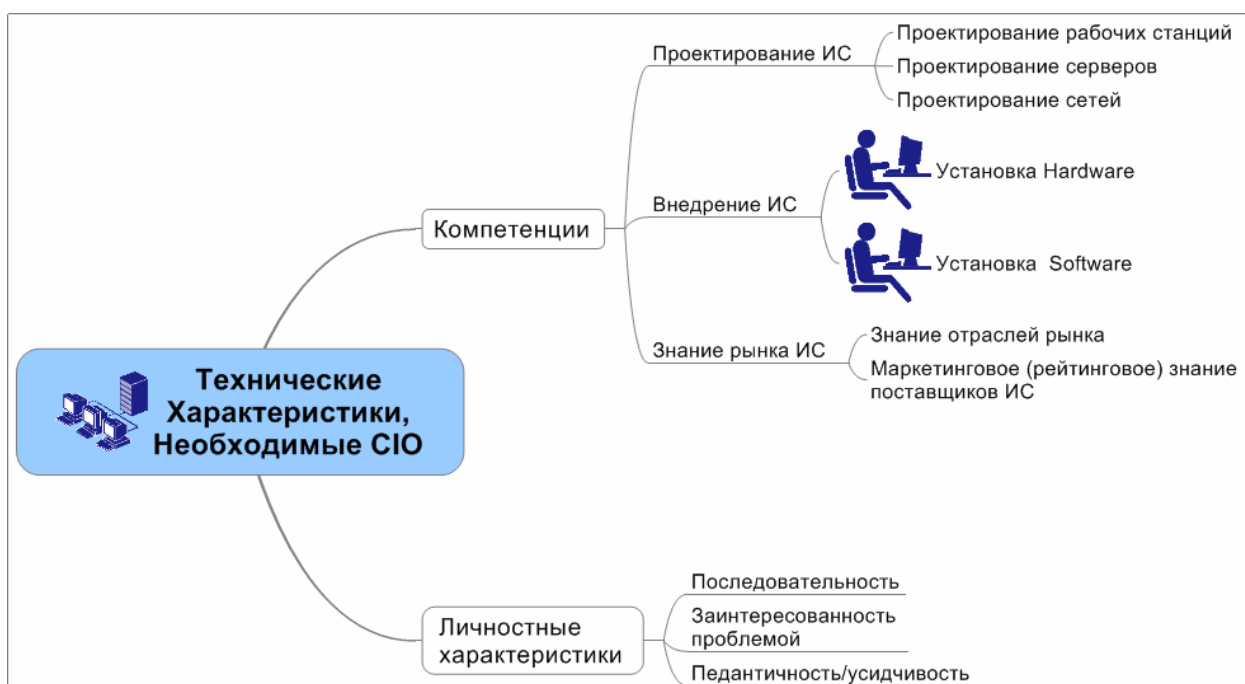 Проектирование ИС
Проектирование рабочих станций
Проектирование серверов
Проектирование сетей
Компетенции
Внедрение ИС
Установка Hardware
Установка Software
Знание рынка ИС
Знание отраслей рынка
Маркетинговое (рейтинговое) знание
поставщиков ИС
Технические
Характеристики,
Необходимые CIO
Личностные
характеристики
Последовательность
Заинтересованность
проблемой
Педантичность/усидчивость